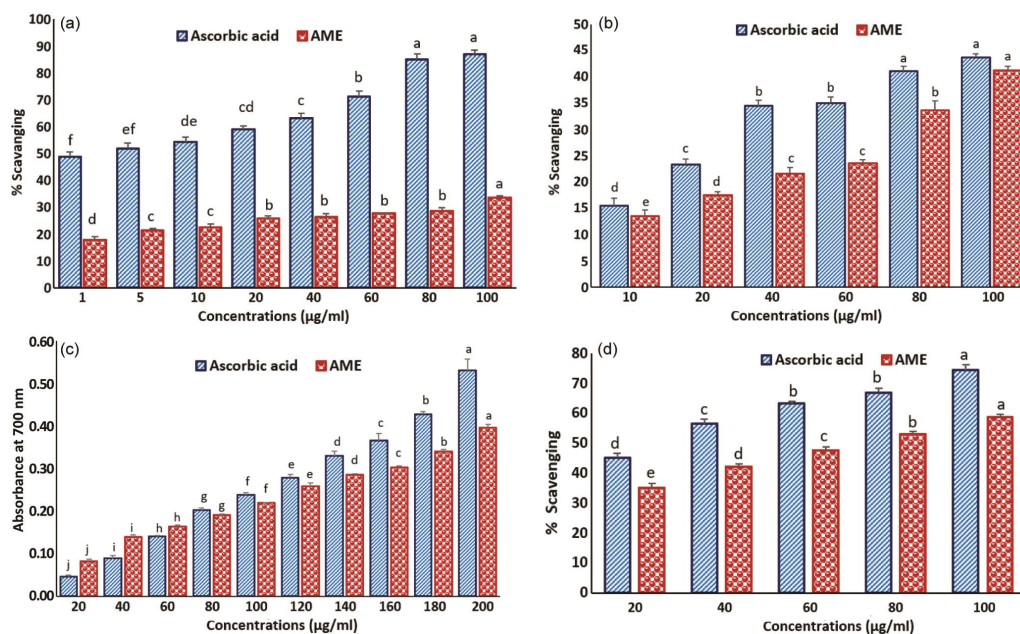 (a)
Ascorbic acid AME
% Scavanging
100
90
80
70
60
50
40
30
20
10
0
f ef de cd c b a a
d c c b b b b a
1 5 10 20 40 60 80 100
Concentrations (µg/ml)
(b)
Ascorbic acid AME
% Scavanging
50
45
40
35
30
25
20
15
10
5
0
d c b b a a
e d c c b a
10 20 40 60 80 100
Concentrations (µg/ml)
(c)
Ascorbic acid AME
Absorbance at 700 nm
0.60
0.50
0.40
0.30
0.20
0.10
0.00
j i h g f e d c b a
j i h g f e d c b a
20 40 60 80 100 120 140 160 180 200
Concentrations (µg/ml)
(d)
Ascorbic acid AME
% Scavenging
80
70
60
50
40
30
20
10
0
d c b b a
e d c b a
20 40 60 80 100
Concentrations (µg/ml)